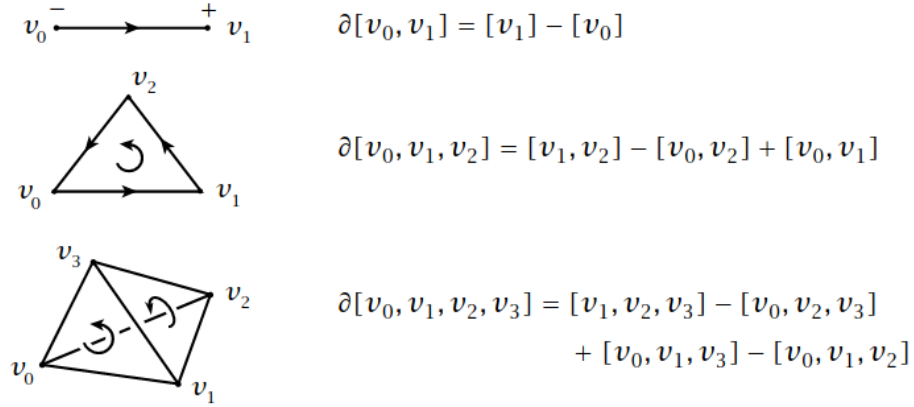 − +
v₀ v₁ ∂[v₀, v₁] = [v₁] − [v₀]
v₂
∂[v₀, v₁, v₂] = [v₁, v₂] − [v₀, v₂] + [v₀, v₁]
v₀ v₁
v₃
v₂ ∂[v₀, v₁, v₂, v₃] = [v₁, v₂, v₃] − [v₀, v₂, v₃]
+ [v₀, v₁, v₃] − [v₀, v₁, v₂]
v₀
v₁